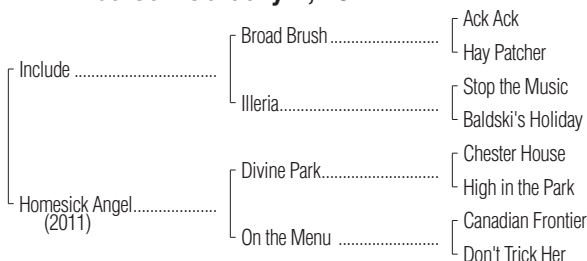 Ack Ack
Broad Brush
Hay Patcher
Include
Stop the Music
Illeria
Baldski's Holiday
Chester House
Divine Park
High in the Park
Homesick Angel
(2011)
Canadian Frontier
On the Menu
Don't Trick Her